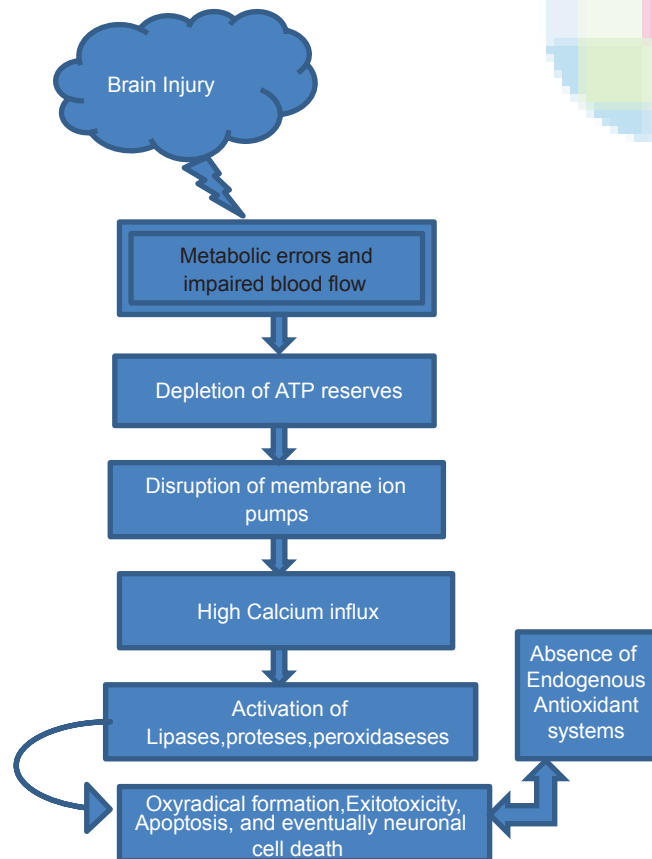 Brain Injury
Metabolic errors and
impaired blood flow
Depletion of ATP reserves
Disruption of membrane ion
pumps
High Calcium influx
Absence of
Endogenous
Antioxidant
systems
Activation of
Lipases,proteses,peroxidaseses
Oxyradical formation,Exitotoxicity,
Apoptosis, and eventually neuronal
cell death